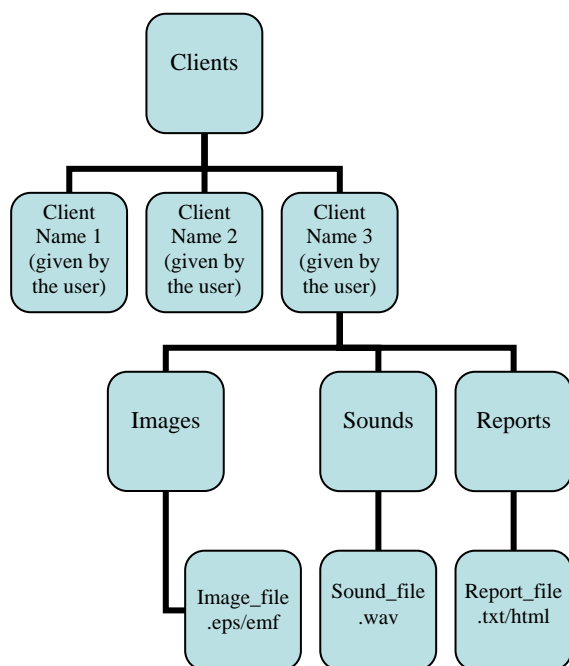 Clients
Client
Name 1
(given by
the user)
Client
Name 2
(given by
the user)
Client
Name 3
(given by
the user)
Images
Sounds
Reports
Image_file
.eps/emf
Sound_file
.wav
Report_file
.txt/html